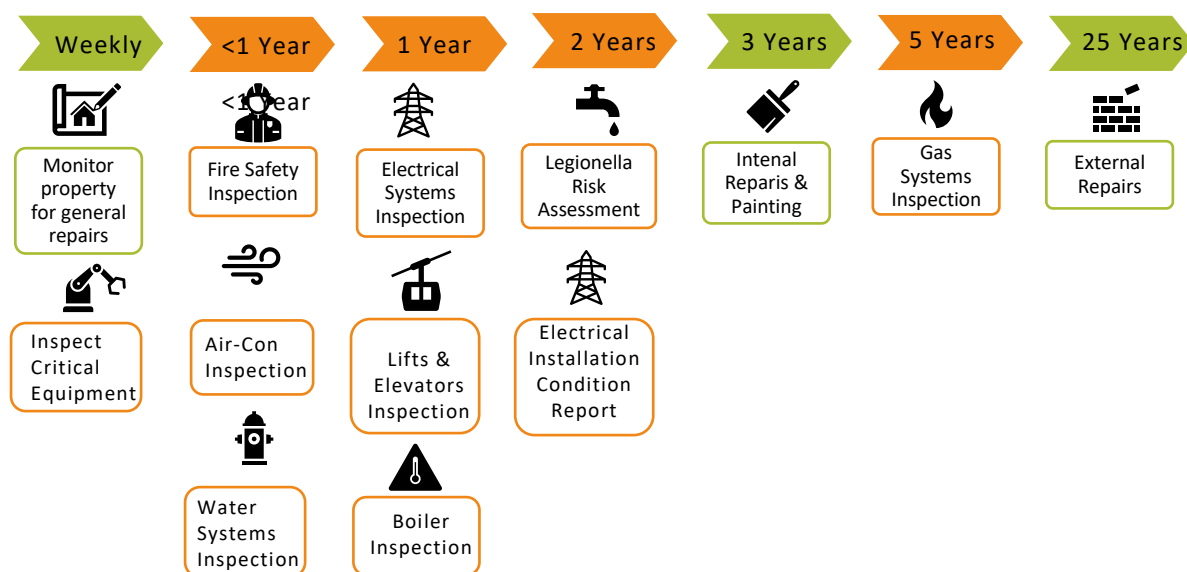 Weekly
<1 Year
1 Year
2 Years
3 Years
5 Years
25 Years
<1 Year
Monitor
property
for general
repairs
Fire Safety
Inspection
Electrical
Systems
Inspection
Legionella
Risk
Assessment
Intenal
Reparis &
Painting
Gas
Systems
Inspection
External
Repairs
Inspect
Critical
Equipment
Air-Con
Inspection
Lifts &
Elevators
Inspection
Electrical
Installation
Condition
Report
Water
Systems
Inspection
Boiler
Inspection